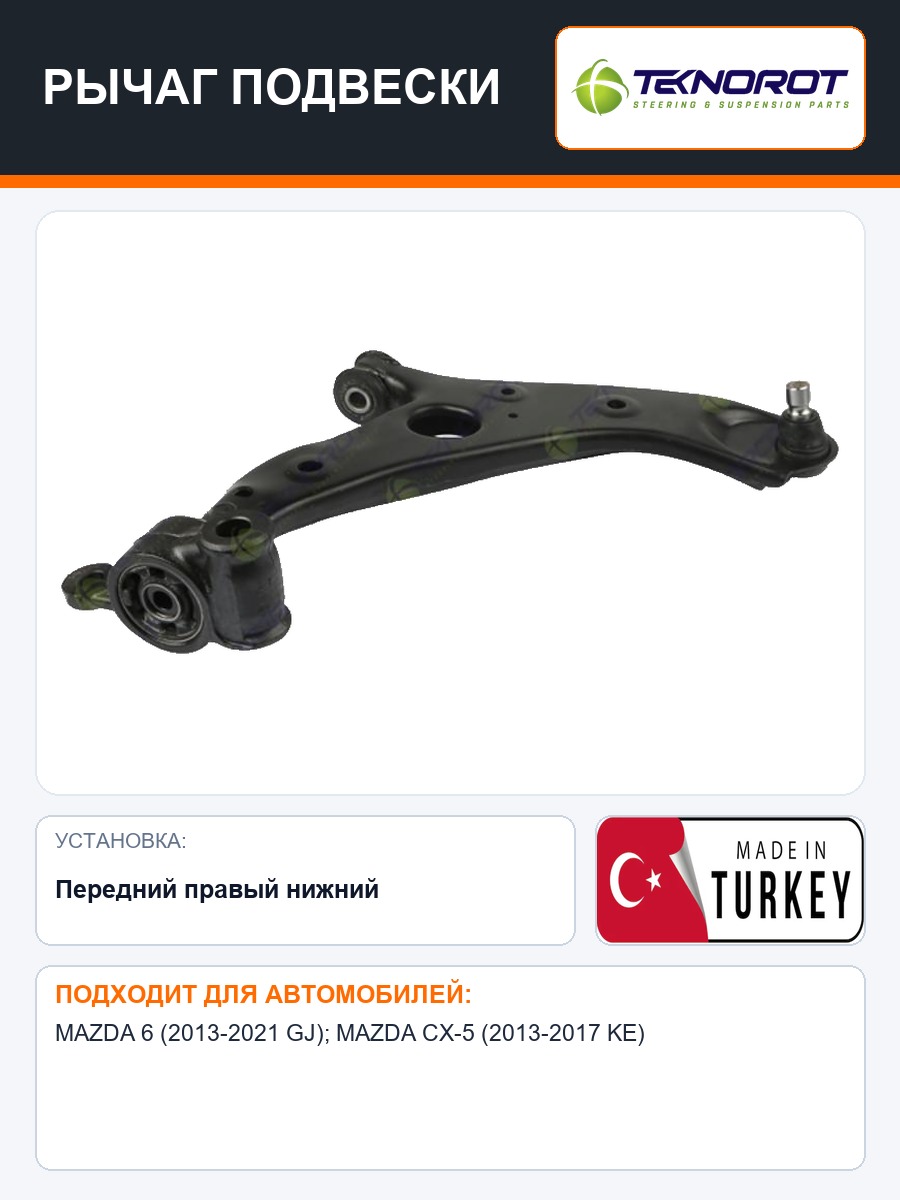 РЫЧАГ ПОДВЕСКИ
TEKNOROT
STEERING & SUSPENSION PARTS
УСТАНОВКА:
Передний правый нижний
MADE IN
TURKEY
ПОДХОДИТ ДЛЯ АВТОМОБИЛЕЙ:
MAZDA 6 (2013-2021 GJ); MAZDA CX-5 (2013-2017 KE)